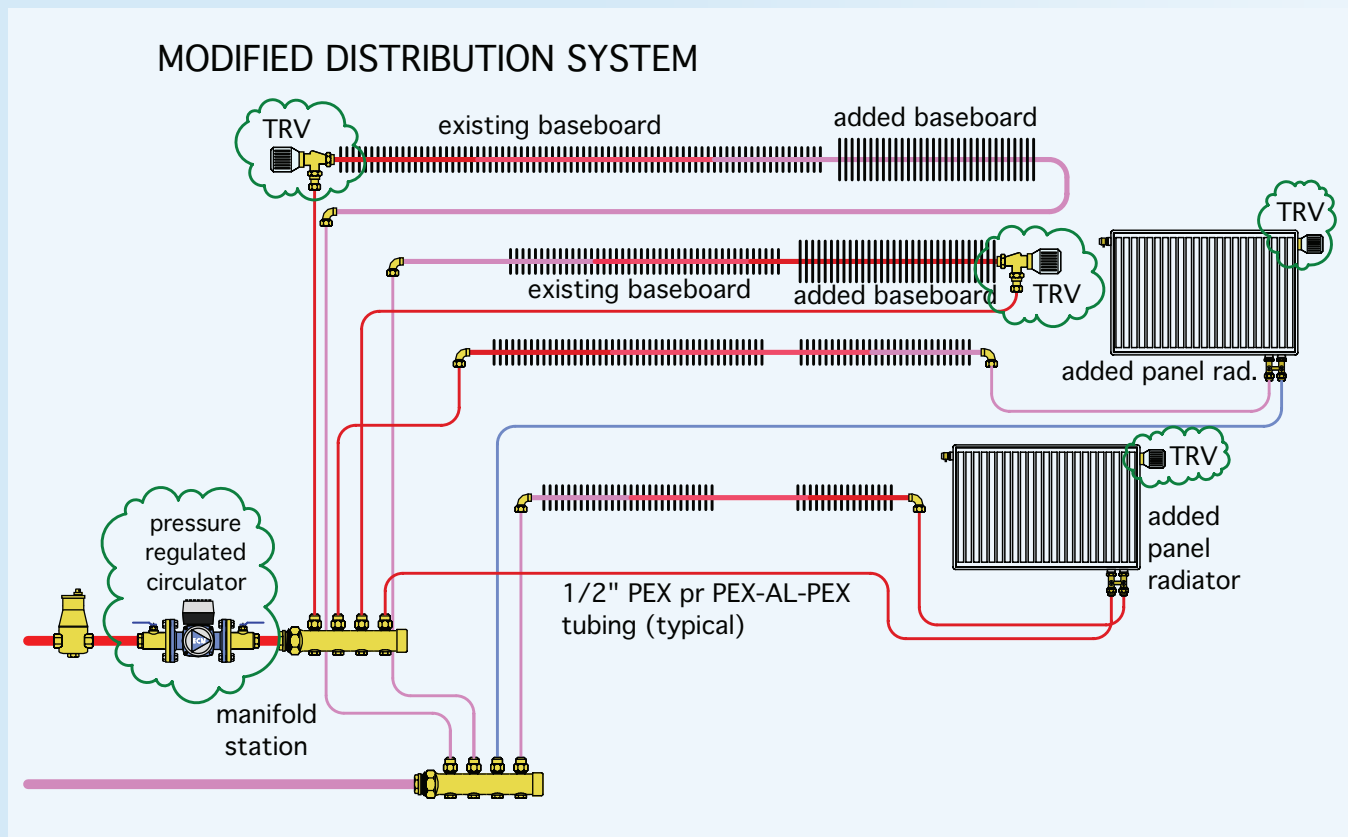 MODIFIED DISTRIBUTION SYSTEM
TRV
existing baseboard
added baseboard
TRV
existing baseboard
added baseboard
TRV
added panel rad.
TRV
added
panel
radiator
pressure
regulated
circulator
ECM
1/2" PEX pr PEX-AL-PEX
tubing (typical)
manifold
station